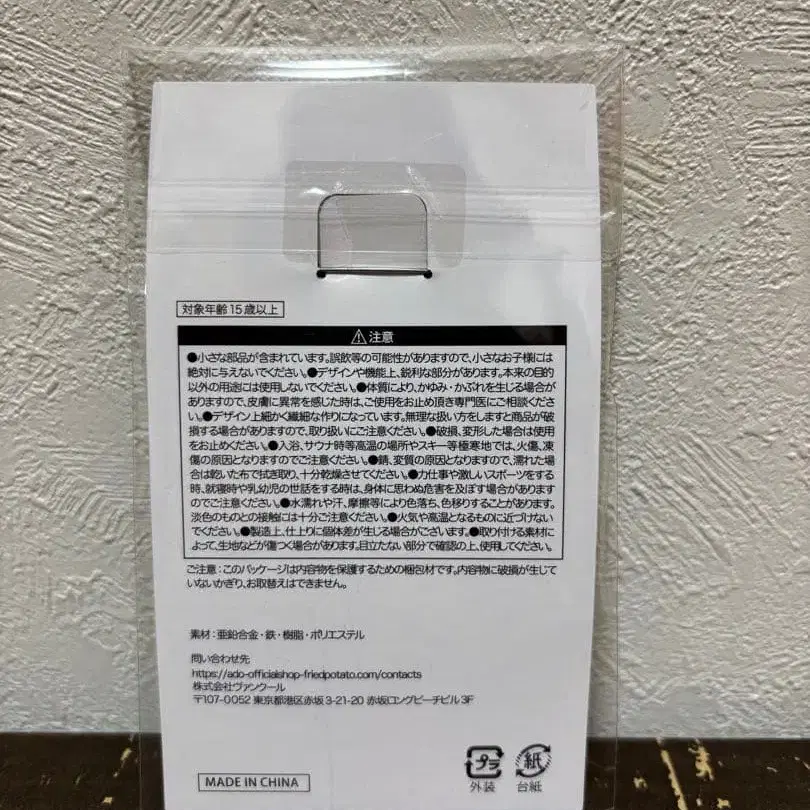 対象年齢15歳以上
⚠注意
●小さな部品が含まれています。誤飲等の可能性がありますので、小さなお子様には
絶対に与えないでください。●デザインや機能上、鋭利な部分があります。本来の目的
以外の用途には使用しないでください。●体質により、かゆみ・かぶれを生じる場合が
ありますので、皮膚に異常を感じた時は、ご使用をお止め頂き専門医にご相談くださ
い。●デザイン上細かく繊細な作りになっています。無理な扱い方をしますと商品が破
損する場合がありますので、取り扱いにご注意ください。●破損、変形した場合は使用
をお止めください。●入浴、サウナ時等高温の場所やスキー等極寒地では、火傷、凍
傷の原因となりますのでご注意ください。●錆、変質の原因となりますので、濡れた場
合は乾いた布で拭き取り、十分乾燥させてください。●力仕事や激しいスポーツをする
時、就寝時や乳幼児の世話をする時は、身体に思わぬ危害を及ぼす場合があります
のでご注意ください。●水濡れや汗、摩擦等により色落ち、色移りすることがあります。
淡色のものとの接触には十分ご注意ください。●火気や高温となるものに近づけない
でください。●製造上、仕上りに個体差が生じる場合がございます。●取り付ける素材に
よって、生地などが傷つく場合があります。目立たない部分で確認の上、使用してください。
ご注意：このパッケージは内容物を保護するための梱包材です。内容物に破損が生じて
いないかぎり、お取替えはできません。
素材：亜鉛合金・鉄・樹脂・ポリエステル
問い合わせ先
https://ado-officialshop-friedpotato.com/contacts
株式会社ヴァンクール
〒107-0052 東京都港区赤坂3-21-20 赤坂ロングビーチビル3F
MADE IN CHINA
プラ
外装
紙
台紙